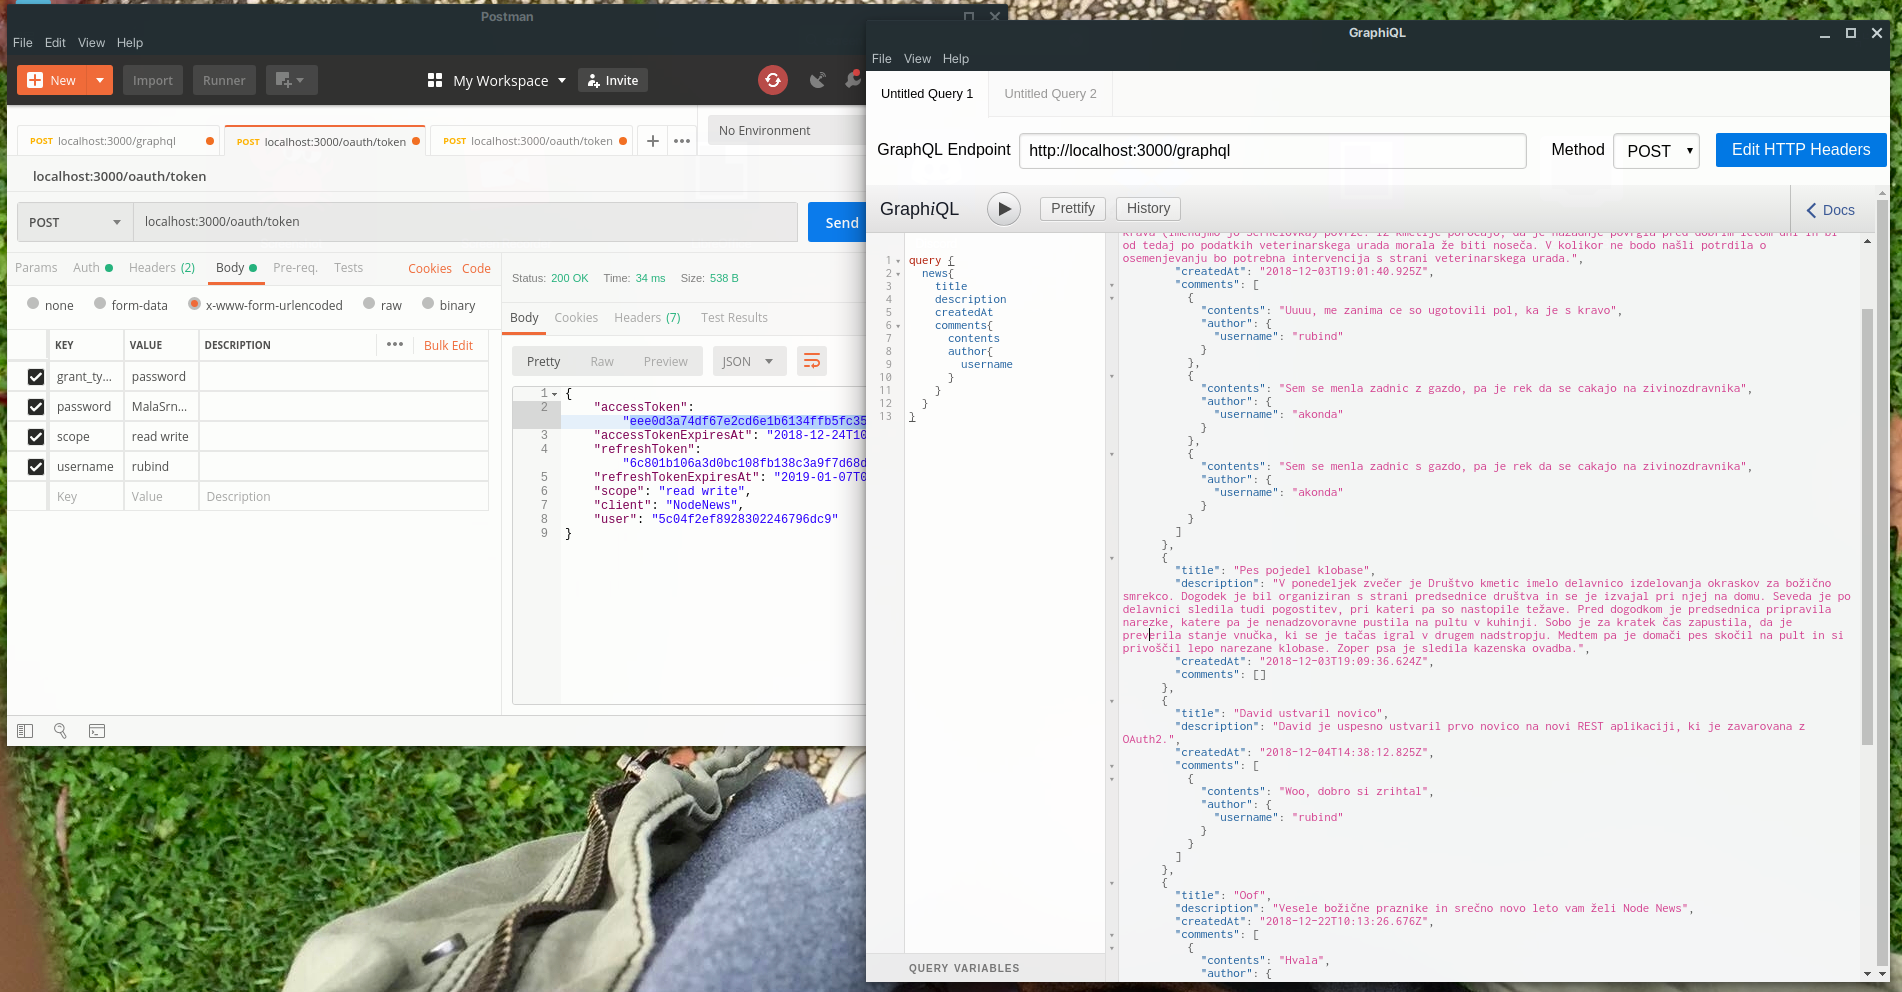 Postman
File Edit View Help
New Import Runner My Workspace Invite
POST localhost:3000/graphql POST localhost:3000/oauth/token POST localhost:3000/oauth/token No Environment
localhost:3000/oauth/token
POST localhost:3000/oauth/token Send
Params Auth Headers (2) Body Pre-req. Tests Cookies Code
none form-data x-www-form-urlencoded raw binary
KEY VALUE DESCRIPTION Bulk Edit
grant_ty... password
password MalaSrn...
scope read write
username rubind
Key Value Description
Status: 200 OK Time: 34 ms Size: 538 B
Body Cookies Headers (7) Test Results
Pretty Raw Preview JSON
1 {
2 "accessToken":
"eee0d3a74df67e2cd6e1b6134ffb5fc35
3 "accessTokenExpiresAt": "2018-12-24T10
4 "refreshToken":
"6c801b106a3d0bc108fb138c3a9f7d68d
5 "refreshTokenExpiresAt": "2019-01-07T0
6 "scope": "read write",
7 "client": "NodeNews",
8 "user": "5c04f2ef8928302246796dc9"
9 }
GraphiQL
File View Help
Untitled Query 1 Untitled Query 2
GraphQL Endpoint http://localhost:3000/graphql Method POST Edit HTTP Headers
GraphiQL Prettify History Docs
1 query {
2 news{
3 title
4 description
5 createdAt
6 comments{
7 contents
8 author{
9 username
10 }
11 }
12 }
13 }
QUERY VARIABLES
od tedaj po podatkih veterinarskega urada morala že biti noseča. V kolikor ne bodo našli potrdila o
osemenjevanju bo potrebna intervencija s strani veterinarskega urada.",
"createdAt": "2018-12-03T19:01:40.925Z",
"comments": [
{
"contents": "Uuuu, me zanima ce so ugotovili pol, ka je s kravo",
"author": {
"username": "rubind"
}
},
{
"contents": "Sem se menla zadnic z gazdo, pa je rek da se cakajo na zivinozdravnika",
"author": {
"username": "akonda"
}
},
{
"contents": "Sem se menla zadnic s gazdo, pa je rek da se cakajo na zivinozdravnika",
"author": {
"username": "akonda"
}
}
]
},
{
"title": "Pes pojedel klobase",
"description": "V ponedeljek zvečer je Društvo kmetic imelo delavnico izdelovanja okraskov za božično
smrekco. Dogodek je bil organiziran s strani predsednice društva in se je izvajal pri njej na domu. Seveda je po
delavnici sledila tudi pogostitev, pri kateri pa so nastopile težave. Pred dogodkom je predsednica pripravila
narezke, katere pa je nenadzovoravne pustila na pultu v kuhinji. Sobo je za kratek čas zapustila, da je
preverila stanje vnučka, ki se je tačas igral v drugem nadstropju. Medtem pa je domači pes skočil na pult in si
privoščil lepo narezane klobase. Zoper psa je sledila kazenska ovadba.",
"createdAt": "2018-12-03T19:09:36.624Z",
"comments": []
},
{
"title": "David ustvaril novico",
"description": "David je uspesno ustvaril prvo novico na novi REST aplikaciji, ki je zavarovana z
OAuth2.",
"createdAt": "2018-12-04T14:38:12.825Z",
"comments": [
{
"contents": "Woo, dobro si zrihtal",
"author": {
"username": "rubind"
}
}
]
},
{
"title": "Oof",
"description": "Vesele božične praznike in srečno novo leto vam želi Node News",
"createdAt": "2018-12-22T10:13:26.676Z",
"comments": [
{
"contents": "Hvala",
"author": {